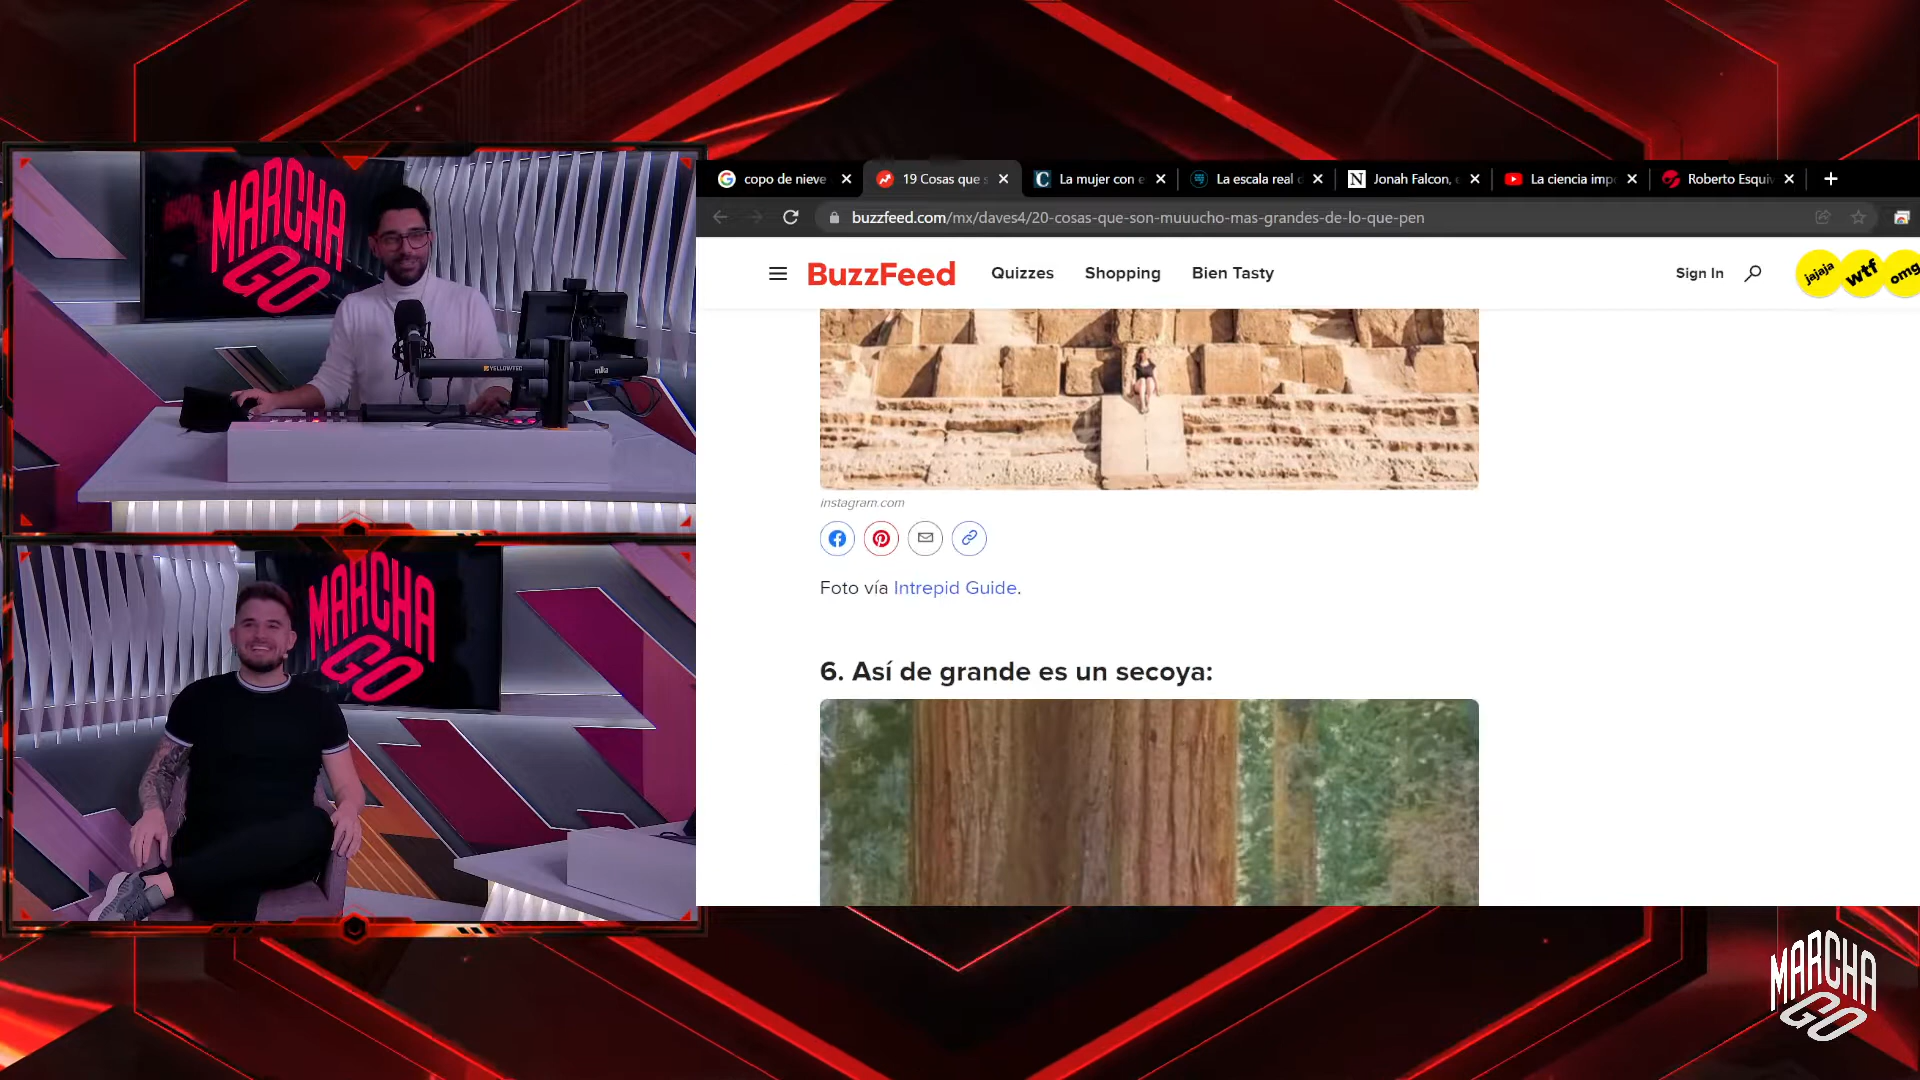 MARCHA
GO
YELLOWTEC
mika
MARCHA
GO
copo de nieve
19 Cosas que s
La mujer con e
La escala real d
Jonah Falcon, e
La ciencia imp
Roberto Esquiv
buzzfeed.com/mx/daves4/20-cosas-que-son-muuucho-mas-grandes-de-lo-que-pen
BuzzFeed Quizzes Shopping Bien Tasty Sign In jajaja wtf omg
instagram.com
Foto vía Intrepid Guide.
6. Así de grande es un secoya:
MARCHA
GO